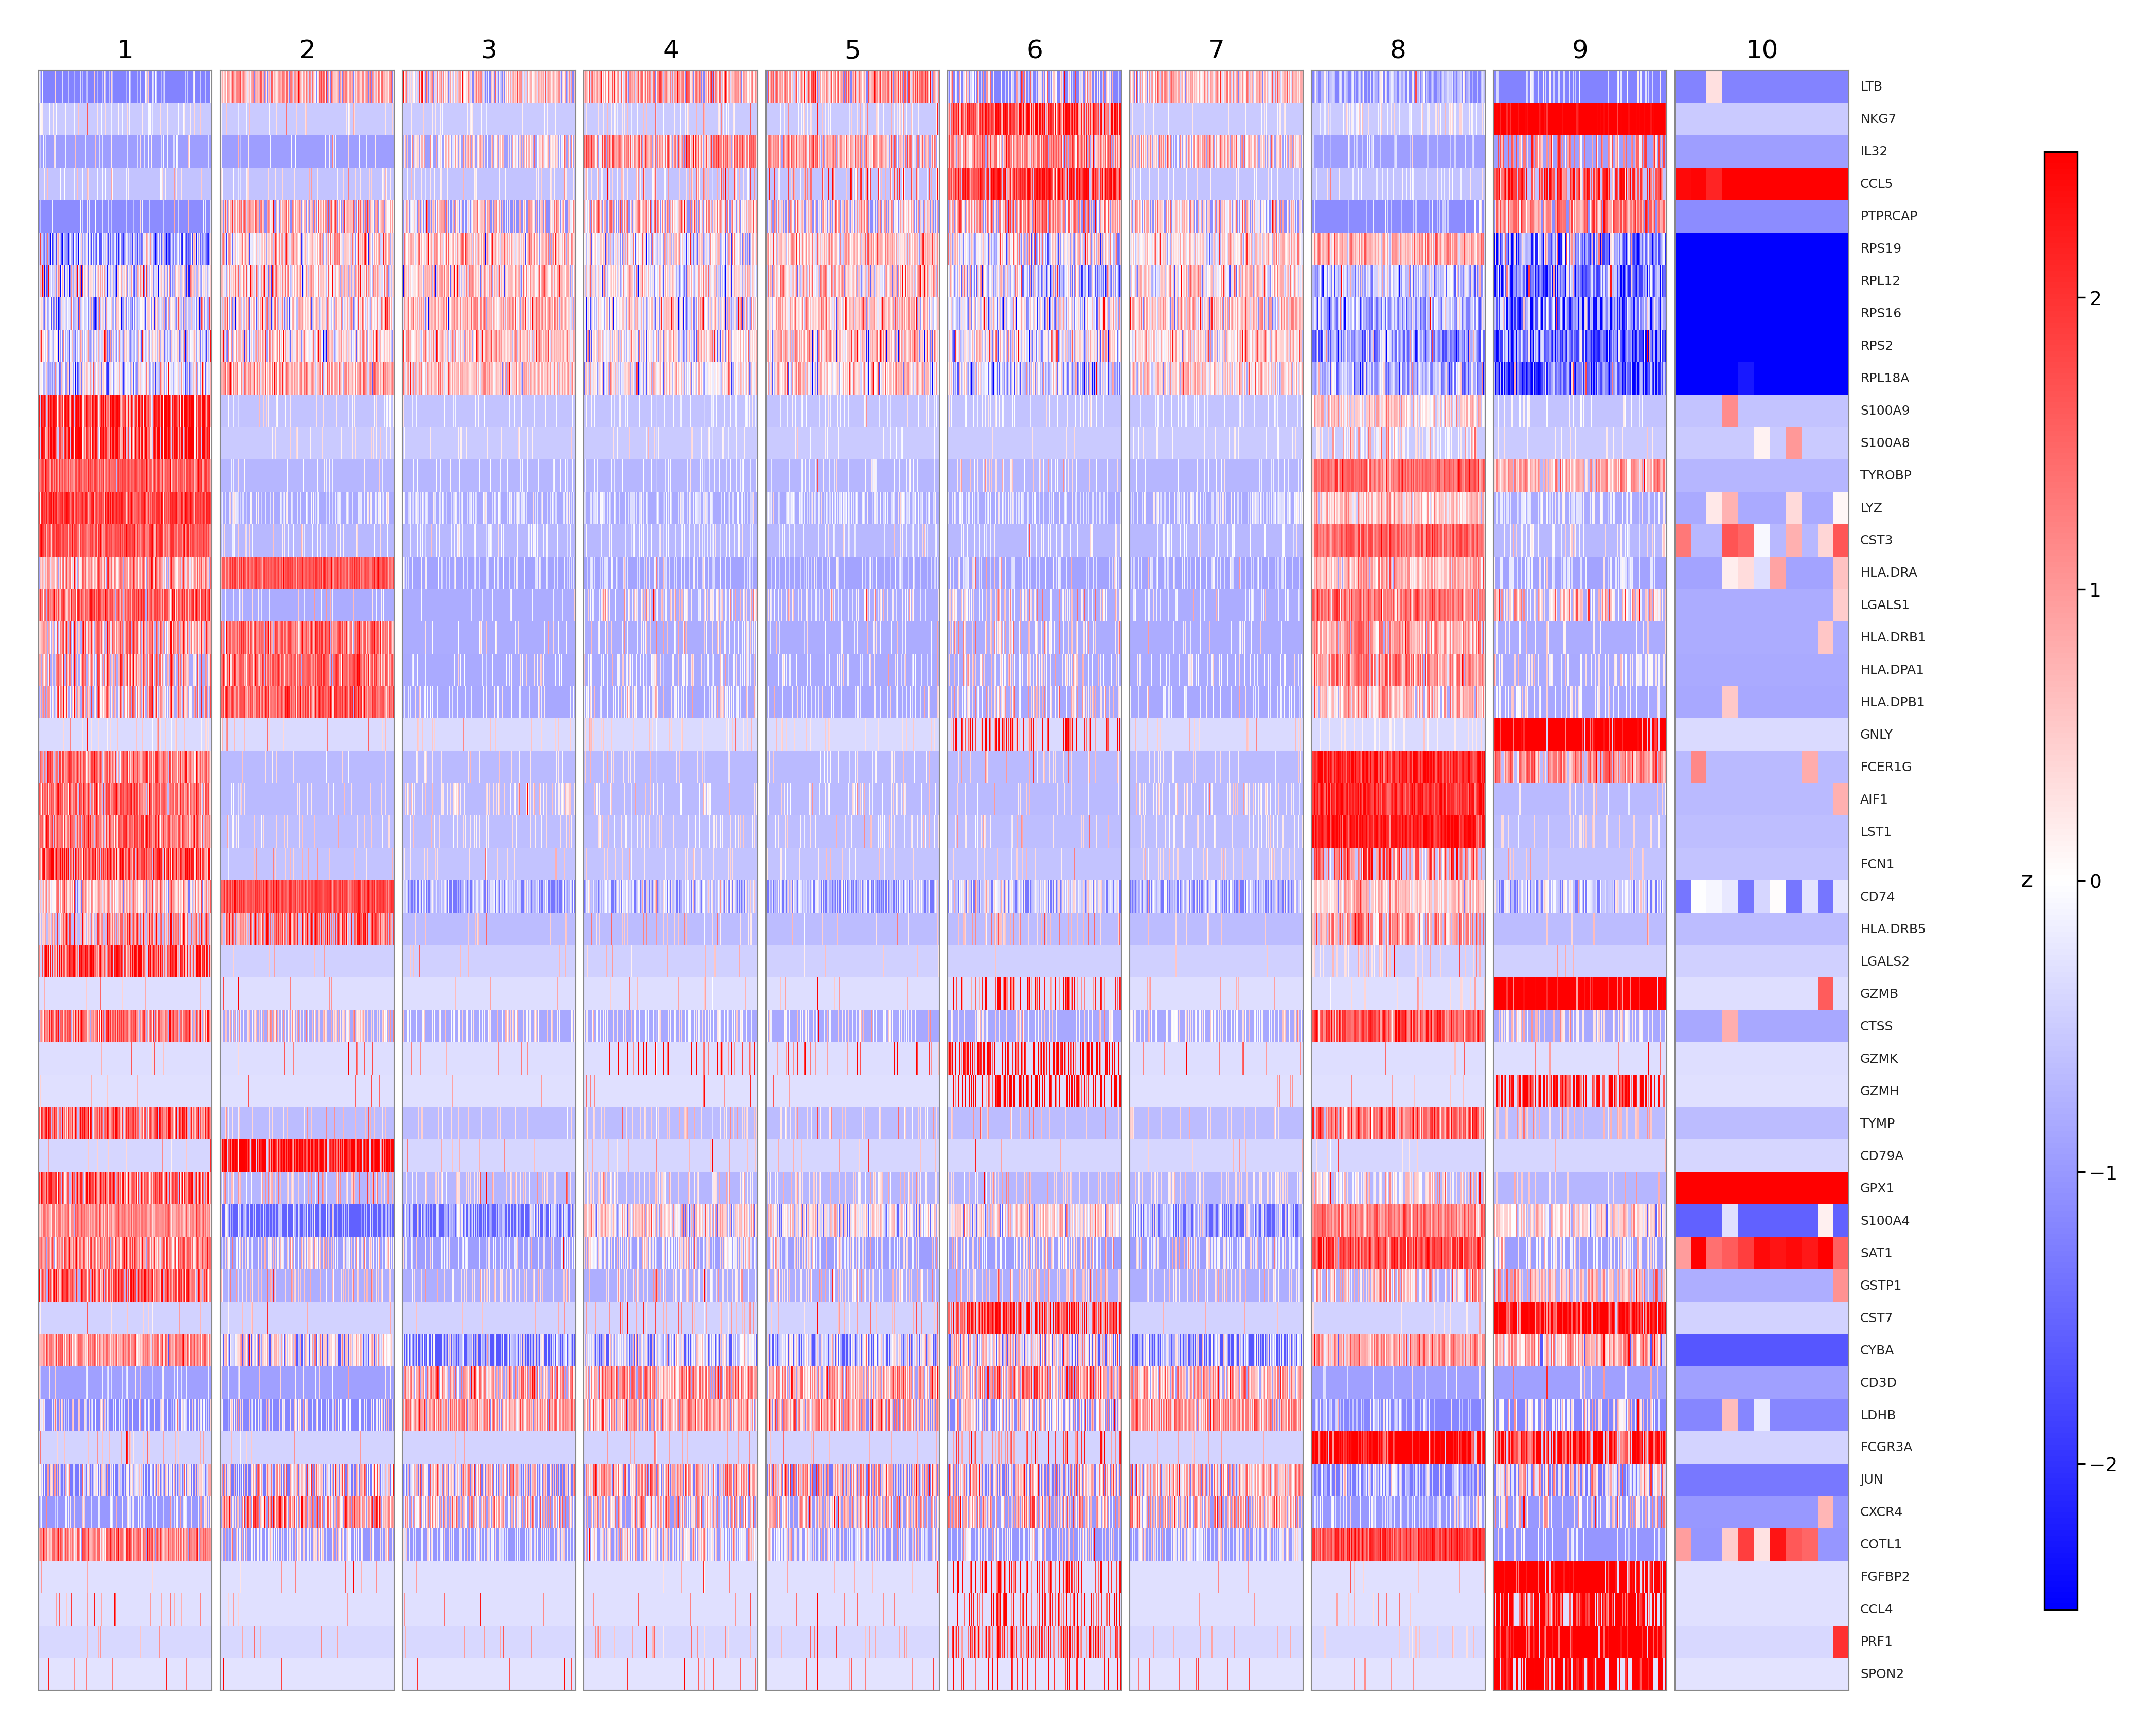 1 2 3 4 5 6 7 8 9 10
LTB
NKG7
IL32
CCL5
PTPRCAP
RPS19
RPL12
RPS16
RPS2
RPL18A
S100A9
S100A8
TYROBP
LYZ
CST3
HLA.DRA
LGALS1
HLA.DRB1
HLA.DPA1
HLA.DPB1
GNLY
FCER1G
AIF1
LST1
FCN1
CD74
HLA.DRB5
LGALS2
GZMB
CTSS
GZMK
GZMH
TYMP
CD79A
GPX1
S100A4
SAT1
GSTP1
CST7
CYBA
CD3D
LDHB
FCGR3A
JUN
CXCR4
COTL1
FGFBP2
CCL4
PRF1
SPON2
z
2
1
0
−1
−2